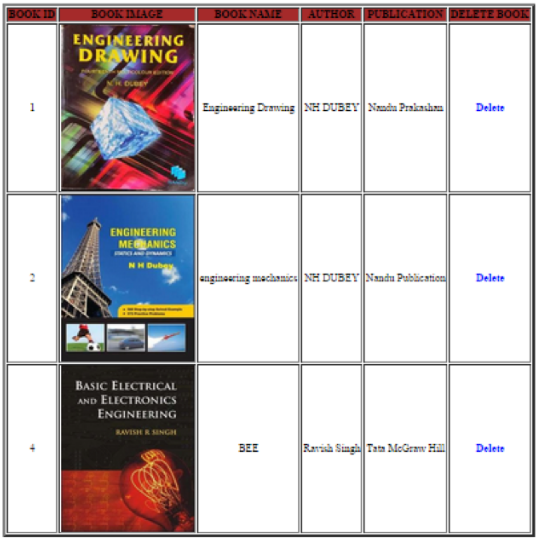 BOOK ID BOOK IMAGE BOOK NAME AUTHOR PUBLICATION DELETE BOOK
ENGINEERING
DRAWING
N H DUBEY
1 Engineering Drawing NH DUBEY Nandu Prakashan Delete
ENGINEERING
MECHANICS
STATICS AND DYNAMICS
N H Dubey
2 engineering mechanics NH DUBEY Nandu Publication Delete
BASIC ELECTRICAL
AND ELECTRONICS
ENGINEERING
RAVISH R SINGH
4 BEE Ravish Singh Tata McGraw Hill Delete